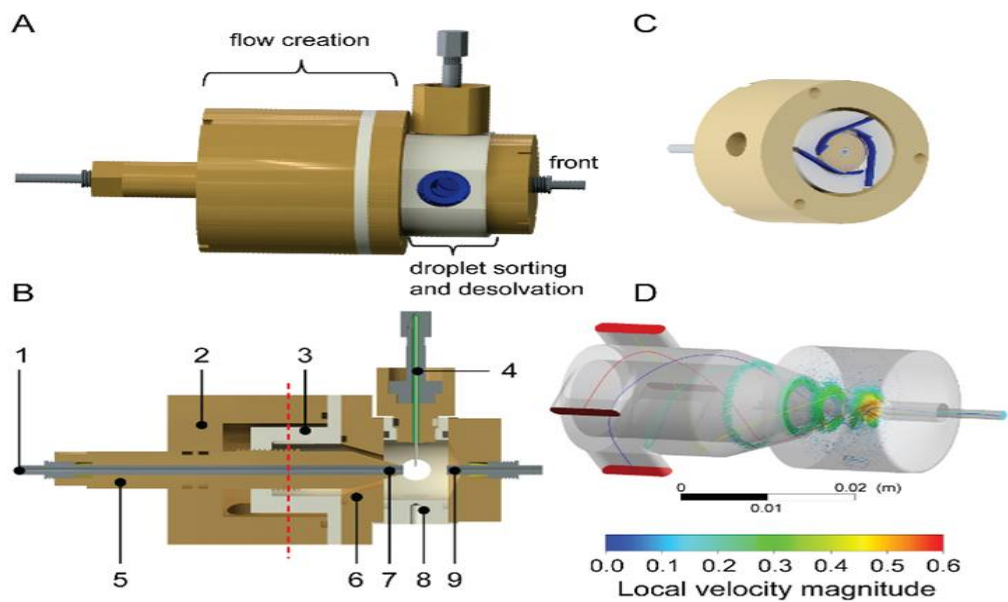 A
flow creation
front
droplet sorting
and desolvation
B
1
2
3
4
5
6
7
8
9
C
D
0
0.02 (m)
0.01
0.0 0.1 0.2 0.3 0.4 0.5 0.6
Local velocity magnitude